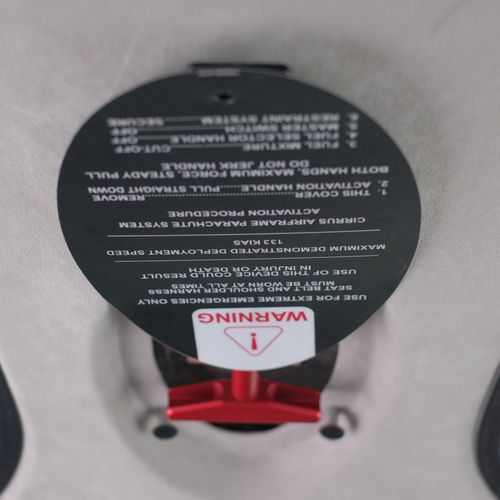 WARNING
USE FOR EXTREME EMERGENCIES ONLY
SEAT BELT AND SHOULDER HARNESS
MUST BE WORN AT ALL TIMES
USE OF THIS DEVICE COULD RESULT
IN INJURY OR DEATH
MAXIMUM DEMONSTRATED DEPLOYMENT SPEED
133 KIAS
CIRRUS AIRFRAME PARACHUTE SYSTEM
ACTIVATION PROCEDURE
1. THIS COVER..........................REMOVE
2. ACTIVATION HANDLE.....PULL STRAIGHT DOWN
BOTH HANDS, MAXIMUM FORCE, STEADY PULL
DO NOT JERK HANDLE
3. FUEL MIXTURE..................CUT-OFF
4. FUEL SELECTOR HANDLE..........OFF
5. MASTER SWITCH.................OFF
6. RESTRAINT SYSTEM..............SECURE